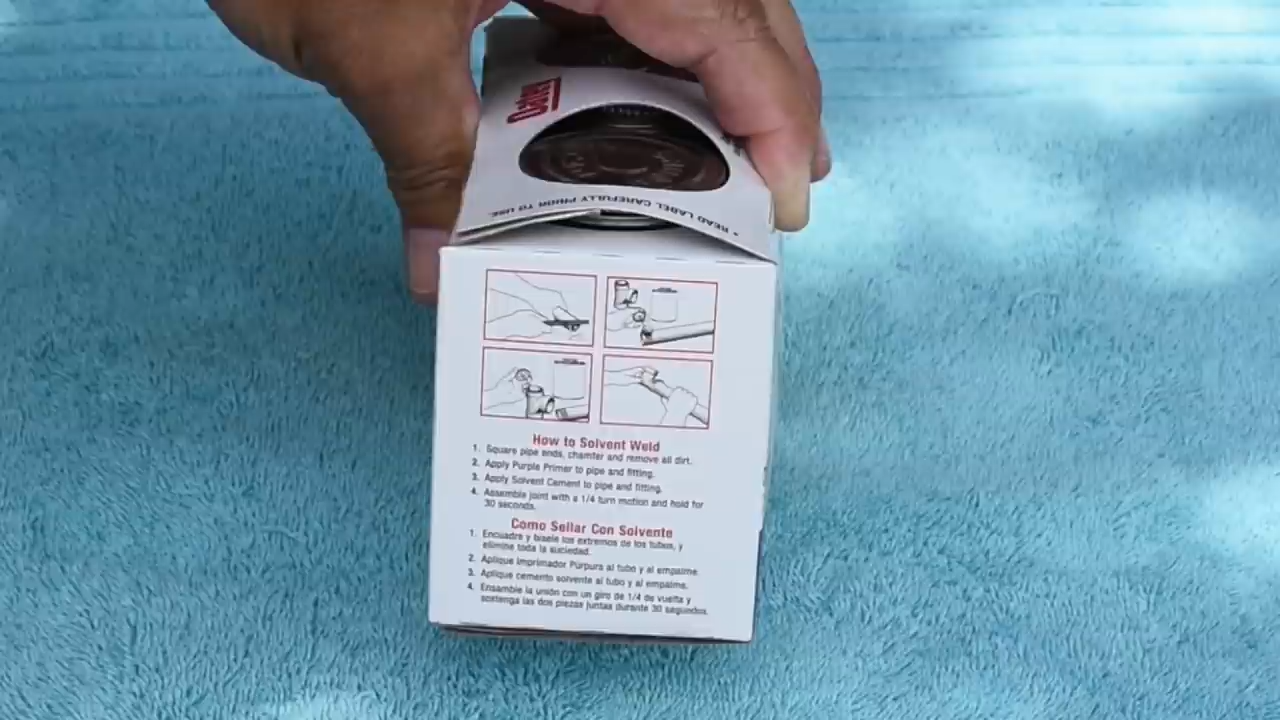 Oatey
• READ LABEL CAREFULLY PRIOR TO USE.
How to Solvent Weld
1. Square pipe ends, chamfer and remove all dirt.
2. Apply Purple Primer to pipe and fitting.
3. Apply Solvent Cement to pipe and fitting.
4. Assemble joint with a 1/4 turn motion and hold for
30 seconds.
Como Sellar Con Solvente
1. Encuadre y bisele los extremos de los tubos, y
elimine toda la suciedad.
2. Aplique Imprimador Púrpura al tubo y al empalme.
3. Aplique cemento solvente al tubo y al empalme.
4. Ensamble la unión con un giro de 1/4 de vuelta y
sostenga las dos piezas juntas durante 30 segundos.